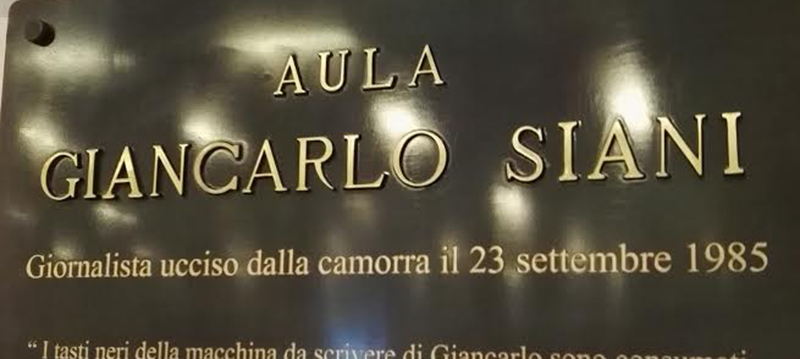 AULA
GIANCARLO SIANI
Giornalista ucciso dalla camorra il 23 settembre 1985
“ I tasti neri della macchina da scrivere di Giancarlo sono